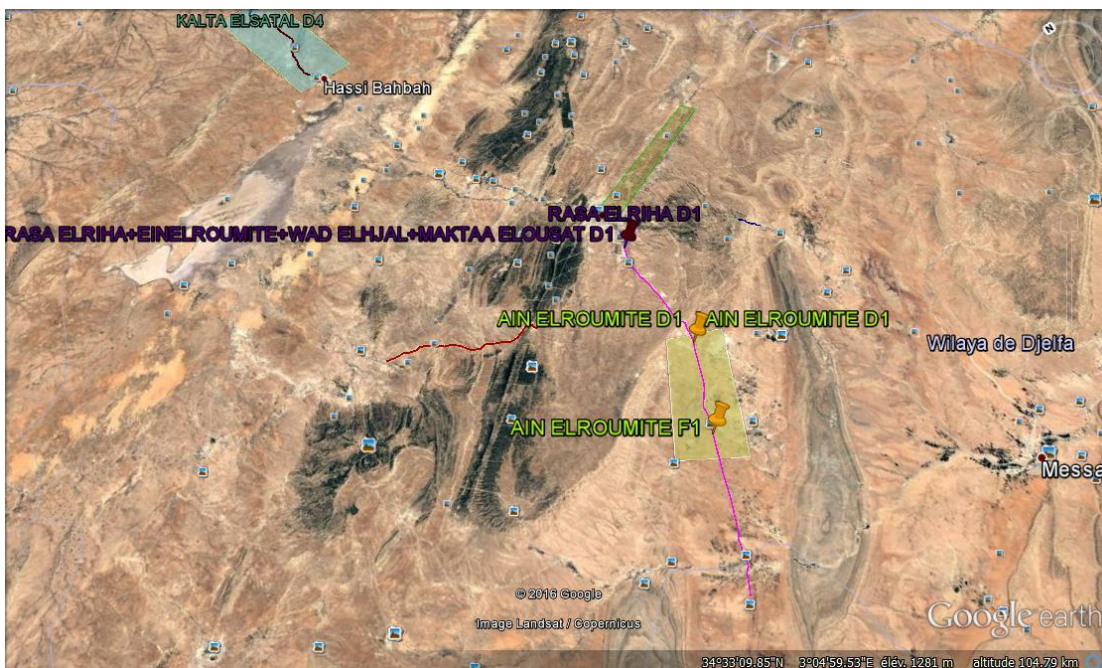 KALTA ELSATAL D4
N
Hassi Bahbah
RASA ELRIHA D1
RASA ELRIHA+EINELROUMITE+WAD ELHJAL+MAKTAA ELOUSAT D1
AIN ELROUMITE D1
AIN ELROUMITE D1
Wilaya de Djelfa
AIN ELROUMITE F1
Messa
© 2016 Google
Image Landsat / Copernicus
Google earth
34°33'09.85"N 3°04'59.53"E élév. 1281 m altitude 104.79 km